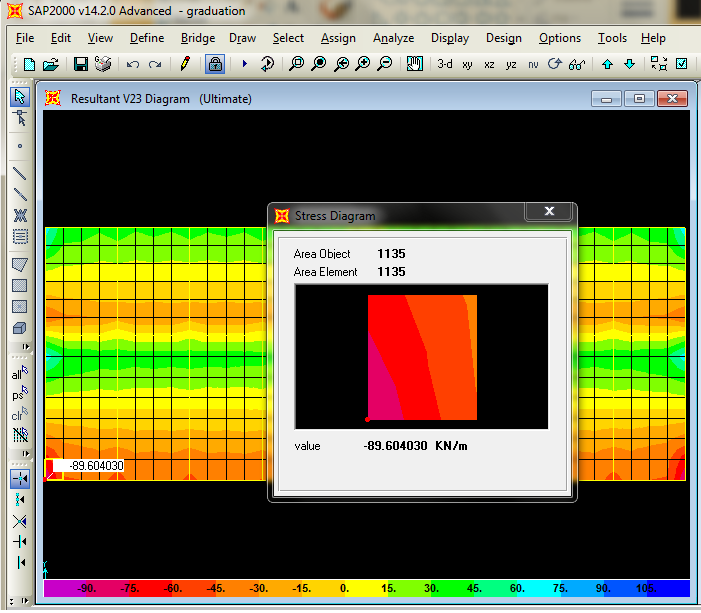 SAP2000 v14.2.0 Advanced - graduation
File Edit View Define Bridge Draw Select Assign Analyze Display Design Options Tools Help
3-d xy xz yz nv
Resultant V23 Diagram (Ultimate)
Stress Diagram
Area Object 1135
Area Element 1135
all
value -89.604030 KN/m
ps
clr
-89.604030
Y
-90. -75. -60. -45. -30. -15. 0. 15. 30. 45. 60. 75. 90. 105.